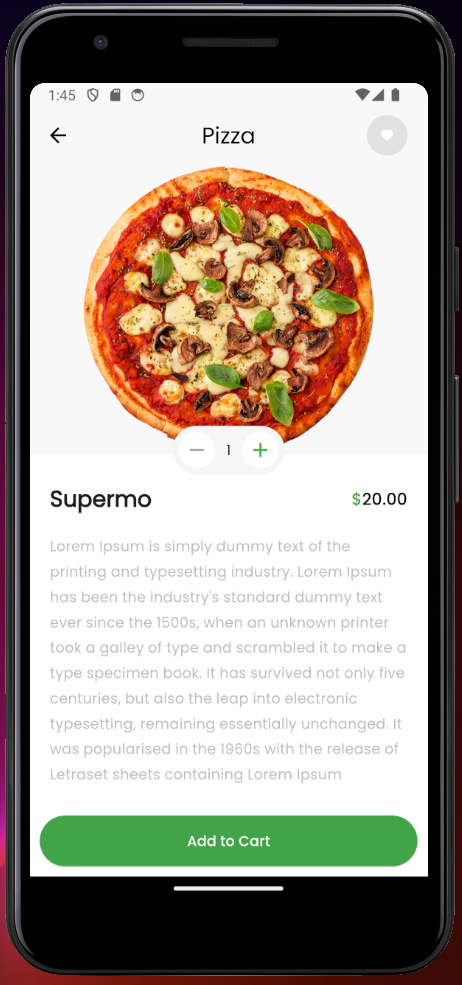 1:45
Pizza
1
Supermo
$20.00
Lorem Ipsum is simply dummy text of the
printing and typesetting industry. Lorem Ipsum
has been the industry's standard dummy text
ever since the 1500s, when an unknown printer
took a galley of type and scrambled it to make a
type specimen book. It has survived not only five
centuries, but also the leap into electronic
typesetting, remaining essentially unchanged. It
was popularised in the 1960s with the release of
Letraset sheets containing Lorem Ipsum
Add to Cart